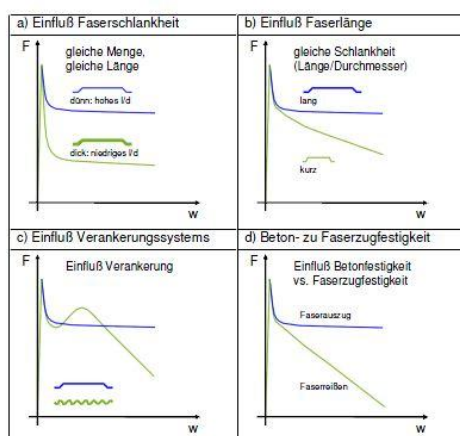 a) Einfluß Faserschlankheit
F
gleiche Menge,
gleiche Länge
dünn: hohes l/d
dick: niedriges l/d
w
b) Einfluß Faserlänge
F
gleiche Schlankheit
(Länge/Durchmesser)
lang
kurz
w
c) Einfluß Verankerungssystems
F
Einfluß Verankerung
w
d) Beton- zu Faserzugfestigkeit
F
Einfluß Betonfestigkeit
vs. Faserzugfestigkeit
Faserauszug
Faserreißen
w